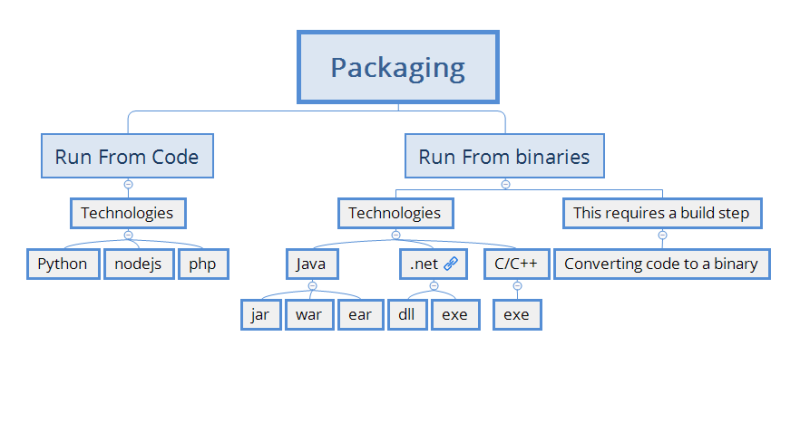 Packaging
Run From Code
Run From binaries
Technologies
Technologies
This requires a build step
Python
nodejs
php
Java
.net
C/C++
Converting code to a binary
jar
war
ear
dll
exe
exe